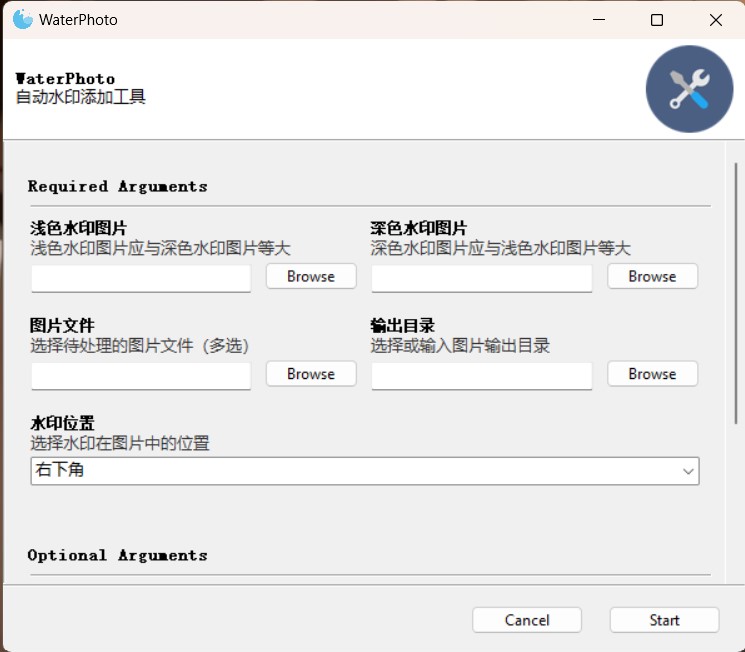 WaterPhoto
WaterPhoto
自动水印添加工具
Required Arguments
浅色水印图片
浅色水印图片应与深色水印图片等大
Browse
深色水印图片
深色水印图片应与浅色水印图片等大
Browse
图片文件
选择待处理的图片文件（多选）
Browse
输出目录
选择或输入图片输出目录
Browse
水印位置
选择水印在图片中的位置
右下角
Optional Arguments
Cancel
Start